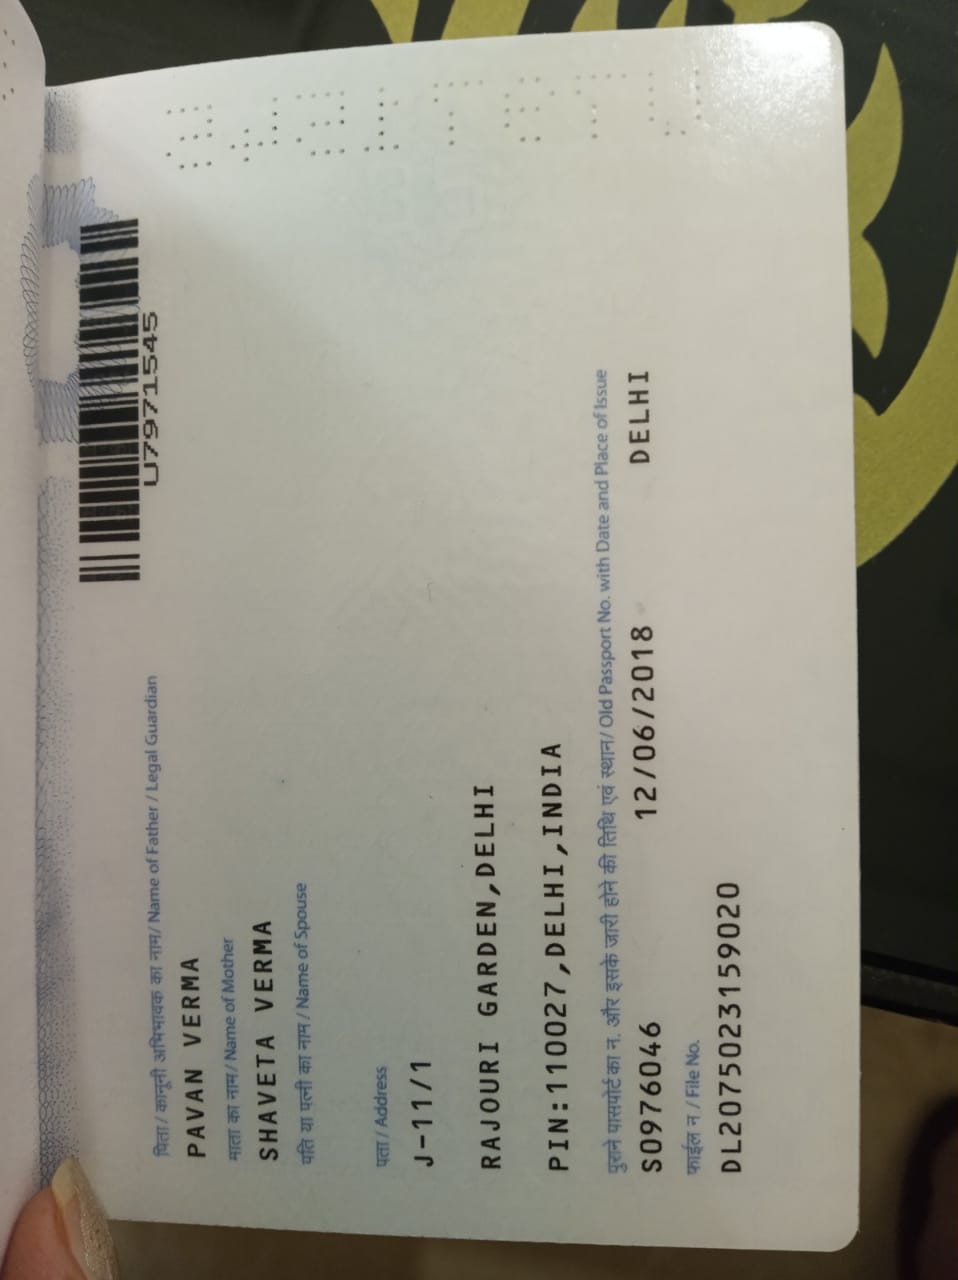 U7971545
पिता / कानूनी अभिभावक का नाम/ Name of Father / Legal Guardian
PAVAN VERMA
माता का नाम/ Name of Mother
SHAVETA VERMA
पति या पत्नी का नाम / Name of Spouse
पता / Address
J-11/1
RAJOURI GARDEN,DELHI
PIN:110027,DELHI,INDIA
पुराने पासपोर्ट का न. और इसके जारी होने की तिथि एवं स्थान/ Old Passport No. with Date and Place of Issue
S0976046 12/06/2018 DELHI
फाईल न / File No.
DL2075023159020